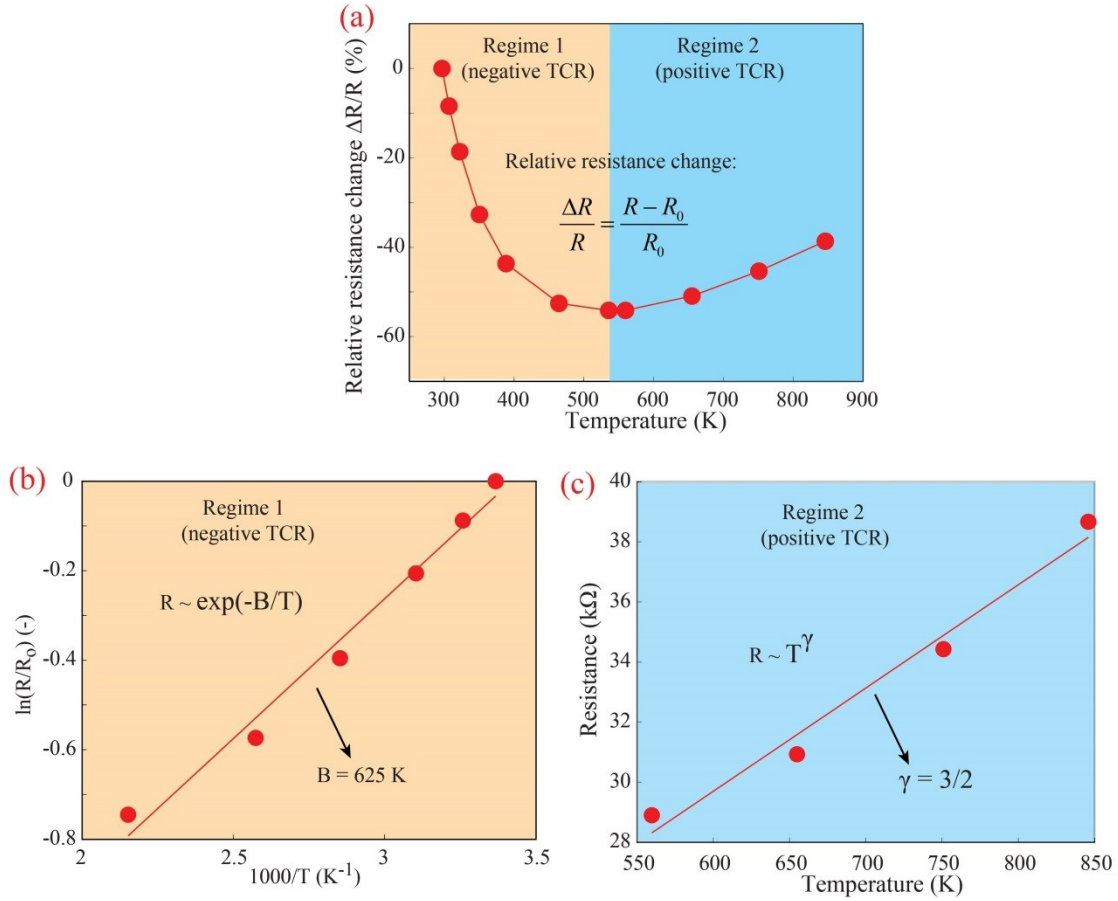 (a)
Regime 1
(negative TCR)
Regime 2
(positive TCR)
Relative resistance change:
ΔR/R = (R − R₀)/R₀
Relative resistance change ΔR/R (%)
0
-20
-40
-60
300 400 500 600 700 800 900
Temperature (K)
(b)
Regime 1
(negative TCR)
R ~ exp(-B/T)
B = 625 K
ln(R/R₀) (-)
0
-0.2
-0.4
-0.6
-0.8
2 2.5 3 3.5
1000/T (K⁻¹)
(c)
Regime 2
(positive TCR)
R ~ T^γ
γ = 3/2
Resistance (kΩ)
40
38
36
34
32
30
28
550 600 650 700 750 800 850
Temperature (K)